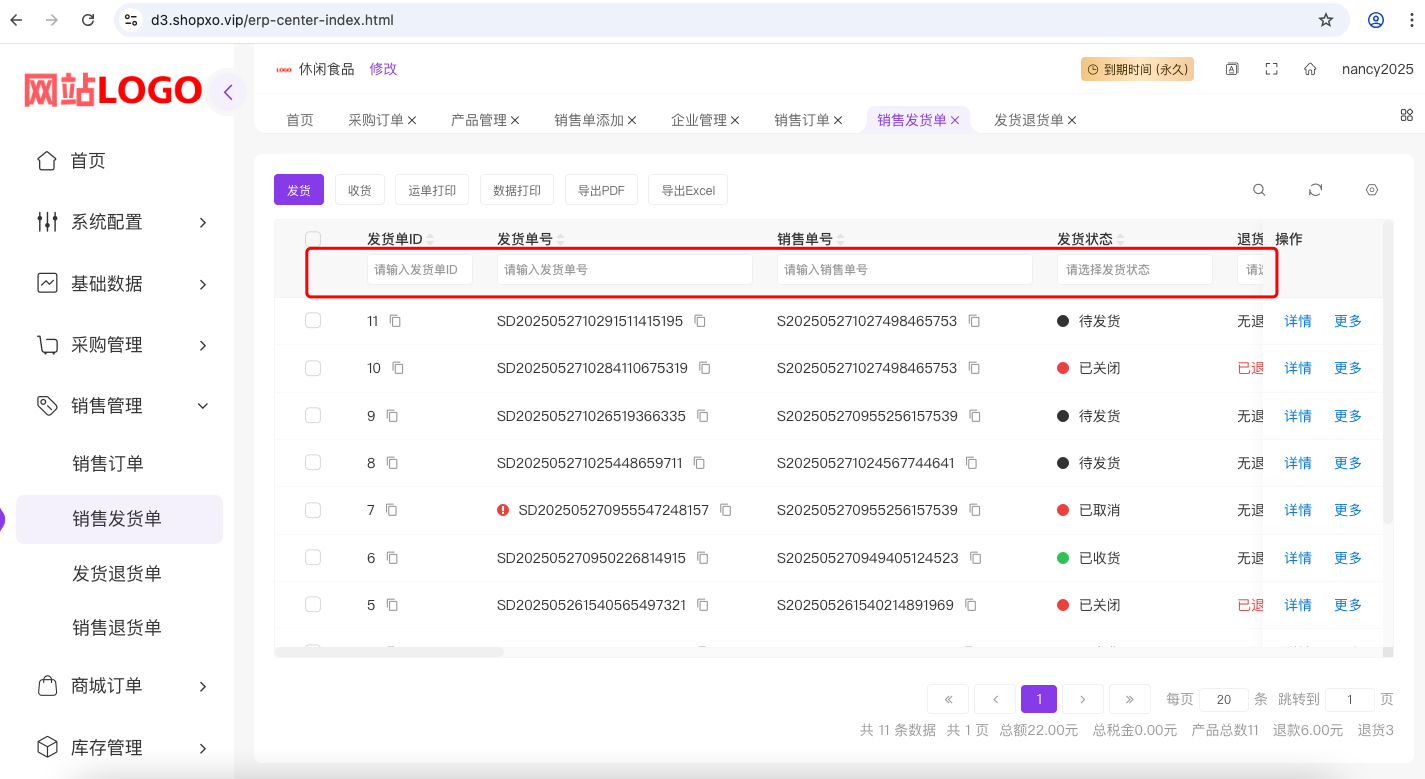 d3.shopxo.vip/erp-center-index.html
网站LOGO
LOGO 休闲食品 修改
到期时间 (永久)
nancy2025
首页 采购订单 产品管理 销售单添加 企业管理 销售订单 销售发货单 发货退货单
首页
系统配置
基础数据
采购管理
销售管理
销售订单
销售发货单
发货退货单
销售退货单
商城订单
库存管理
发货 收货 运单打印 数据打印 导出PDF 导出Excel
发货单ID 发货单号 销售单号 发货状态 退货 操作
请输入发货单ID 请输入发货单号 请输入销售单号 请选择发货状态 请
11 SD2025052710291511415195 S202505271027498465753 待发货 无退 详情 更多
10 SD2025052710284110675319 S202505271027498465753 已关闭 已退 详情 更多
9 SD202505271026519366335 S202505270955256157539 待发货 无退 详情 更多
8 SD202505271025448659711 S202505271024567744641 待发货 无退 详情 更多
7 SD202505270955547248157 S202505270955256157539 已取消 无退 详情 更多
6 SD202505270950226814915 S202505270949405124523 已收货 无退 详情 更多
5 SD202505261540565497321 S202505261540214891969 已关闭 已退 详情 更多
« ‹ 1 › » 每页 20 条 跳转到 1 页
共 11 条数据 共 1 页 总额22.00元 总税金0.00元 产品总数11 退款6.00元 退货3